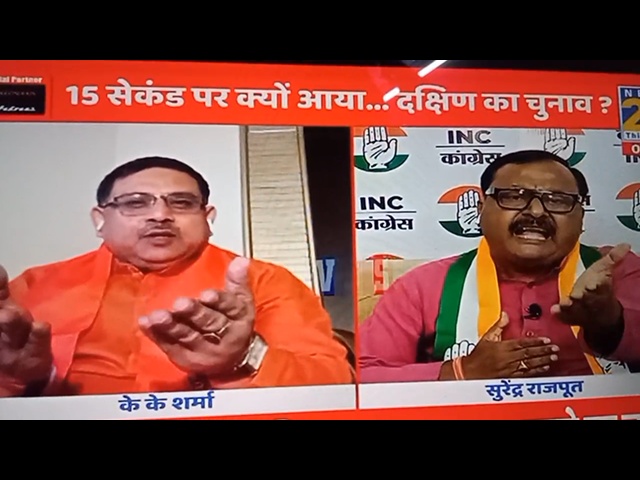 15 सेकंड पर क्यों आया... दक्षिण का चुनाव ?
INC
कांग्रेस
INC
कांग्रेस
के के शर्मा
सुरेंद्र राजपूत